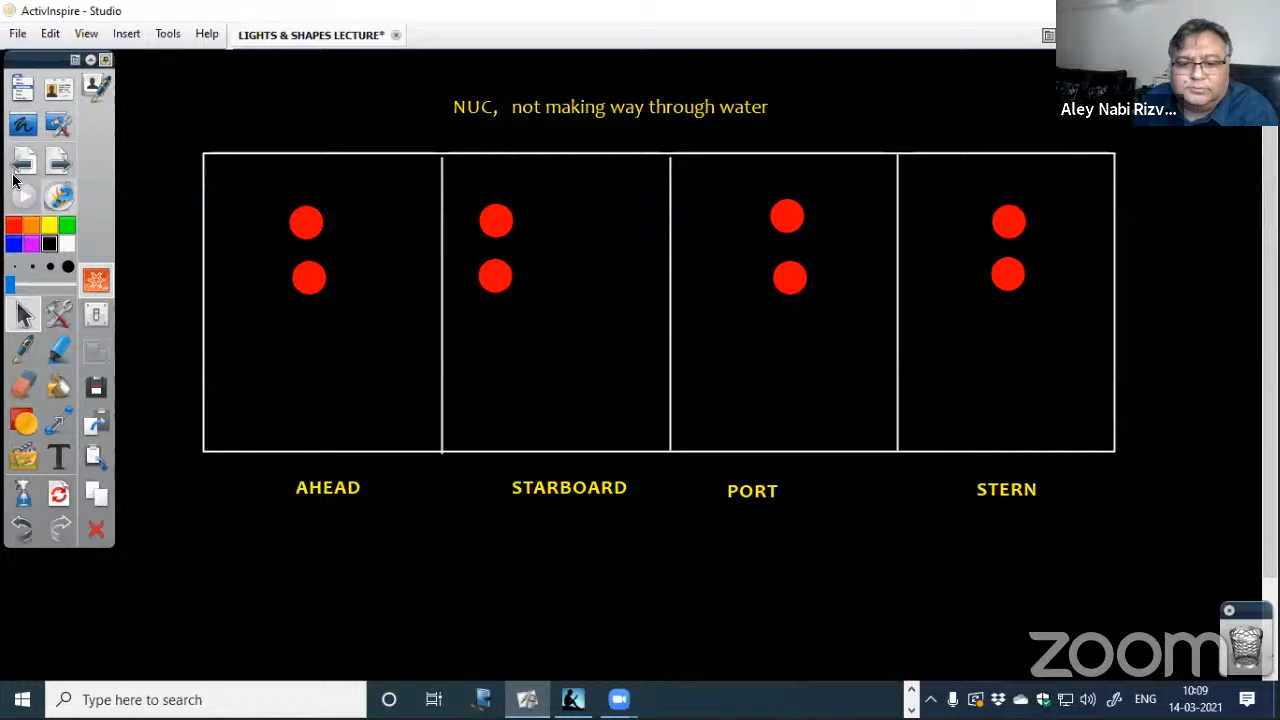 ActivInspire - Studio
File Edit View Insert Tools Help LIGHTS & SHAPES LECTURE*
Aley Nabi Rizv...
NUC, not making way through water
AHEAD STARBOARD PORT STERN
zoom
Type here to search
ENG
10:09
14-03-2021